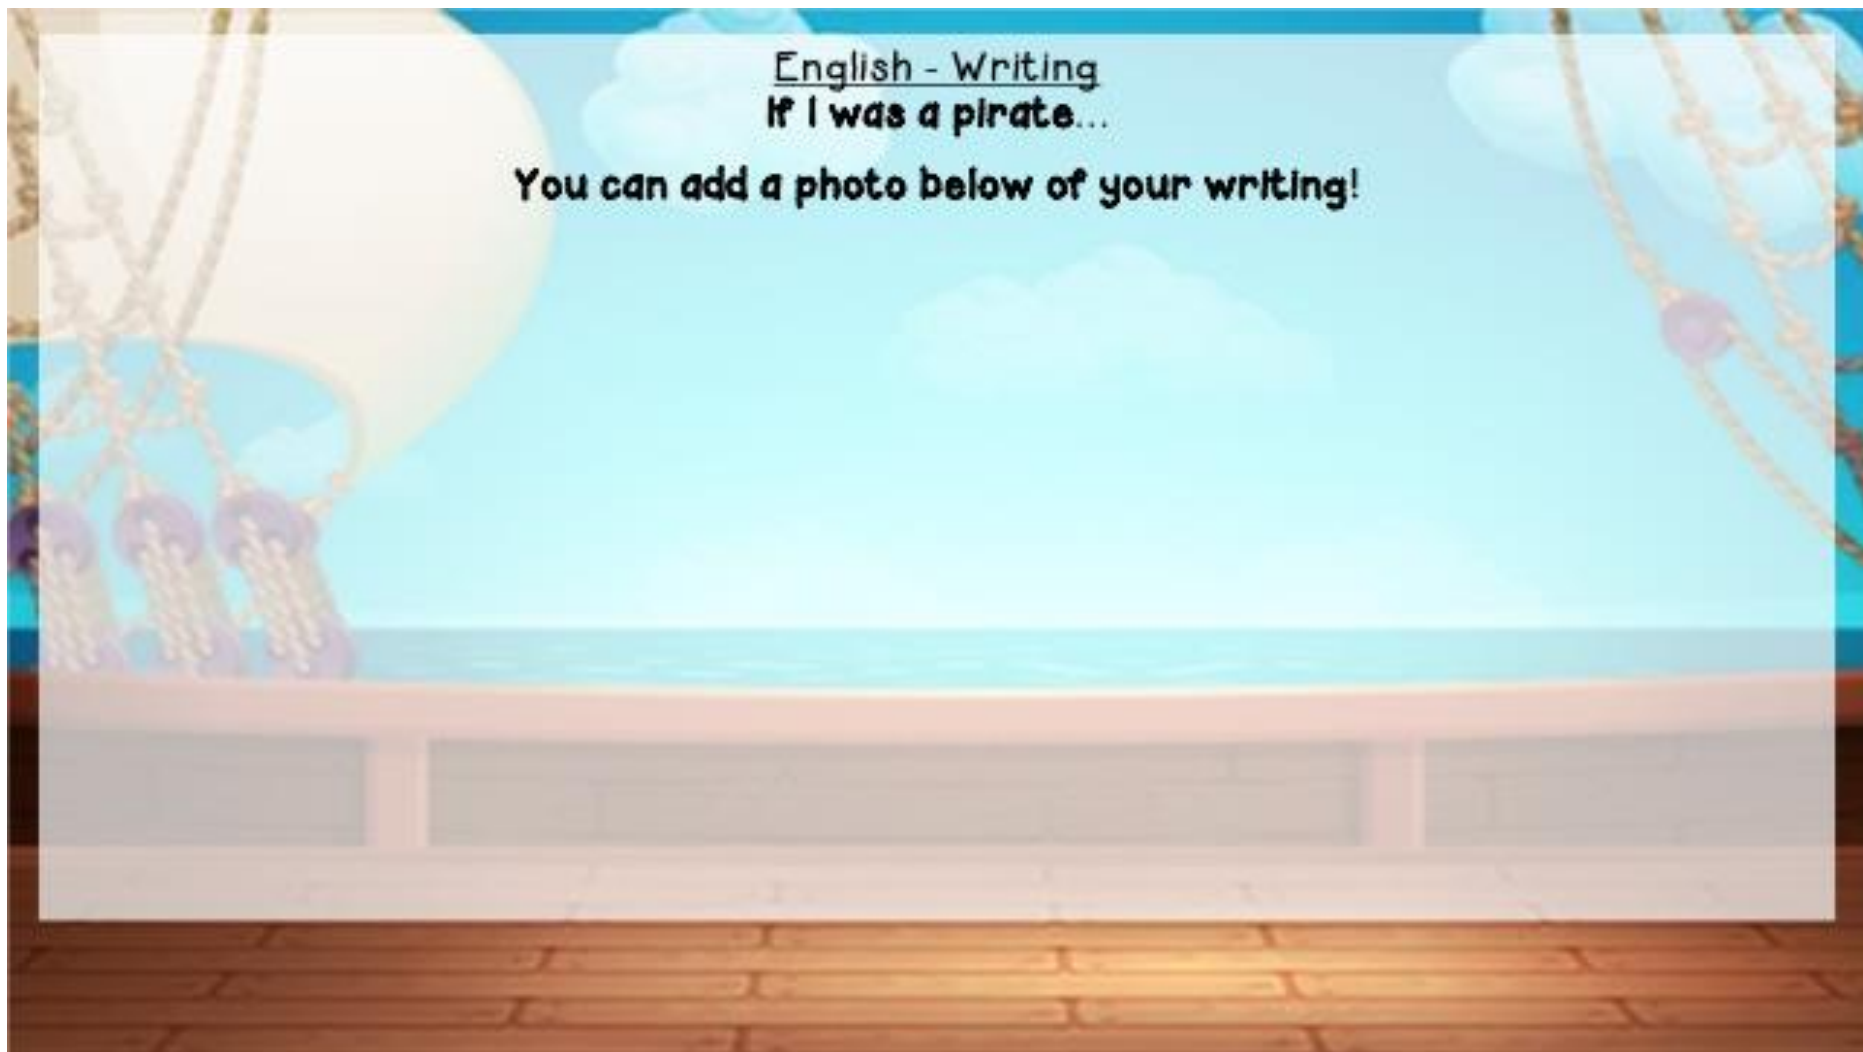 English - Writing
If I was a pirate...
You can add a photo below of your writing!